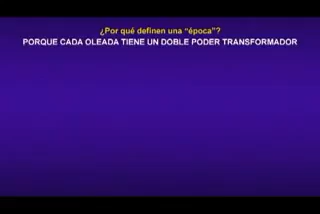 ¿Por qué definen una “época”?
PORQUE CADA OLEADA TIENE UN DOBLE PODER TRANSFORMADOR